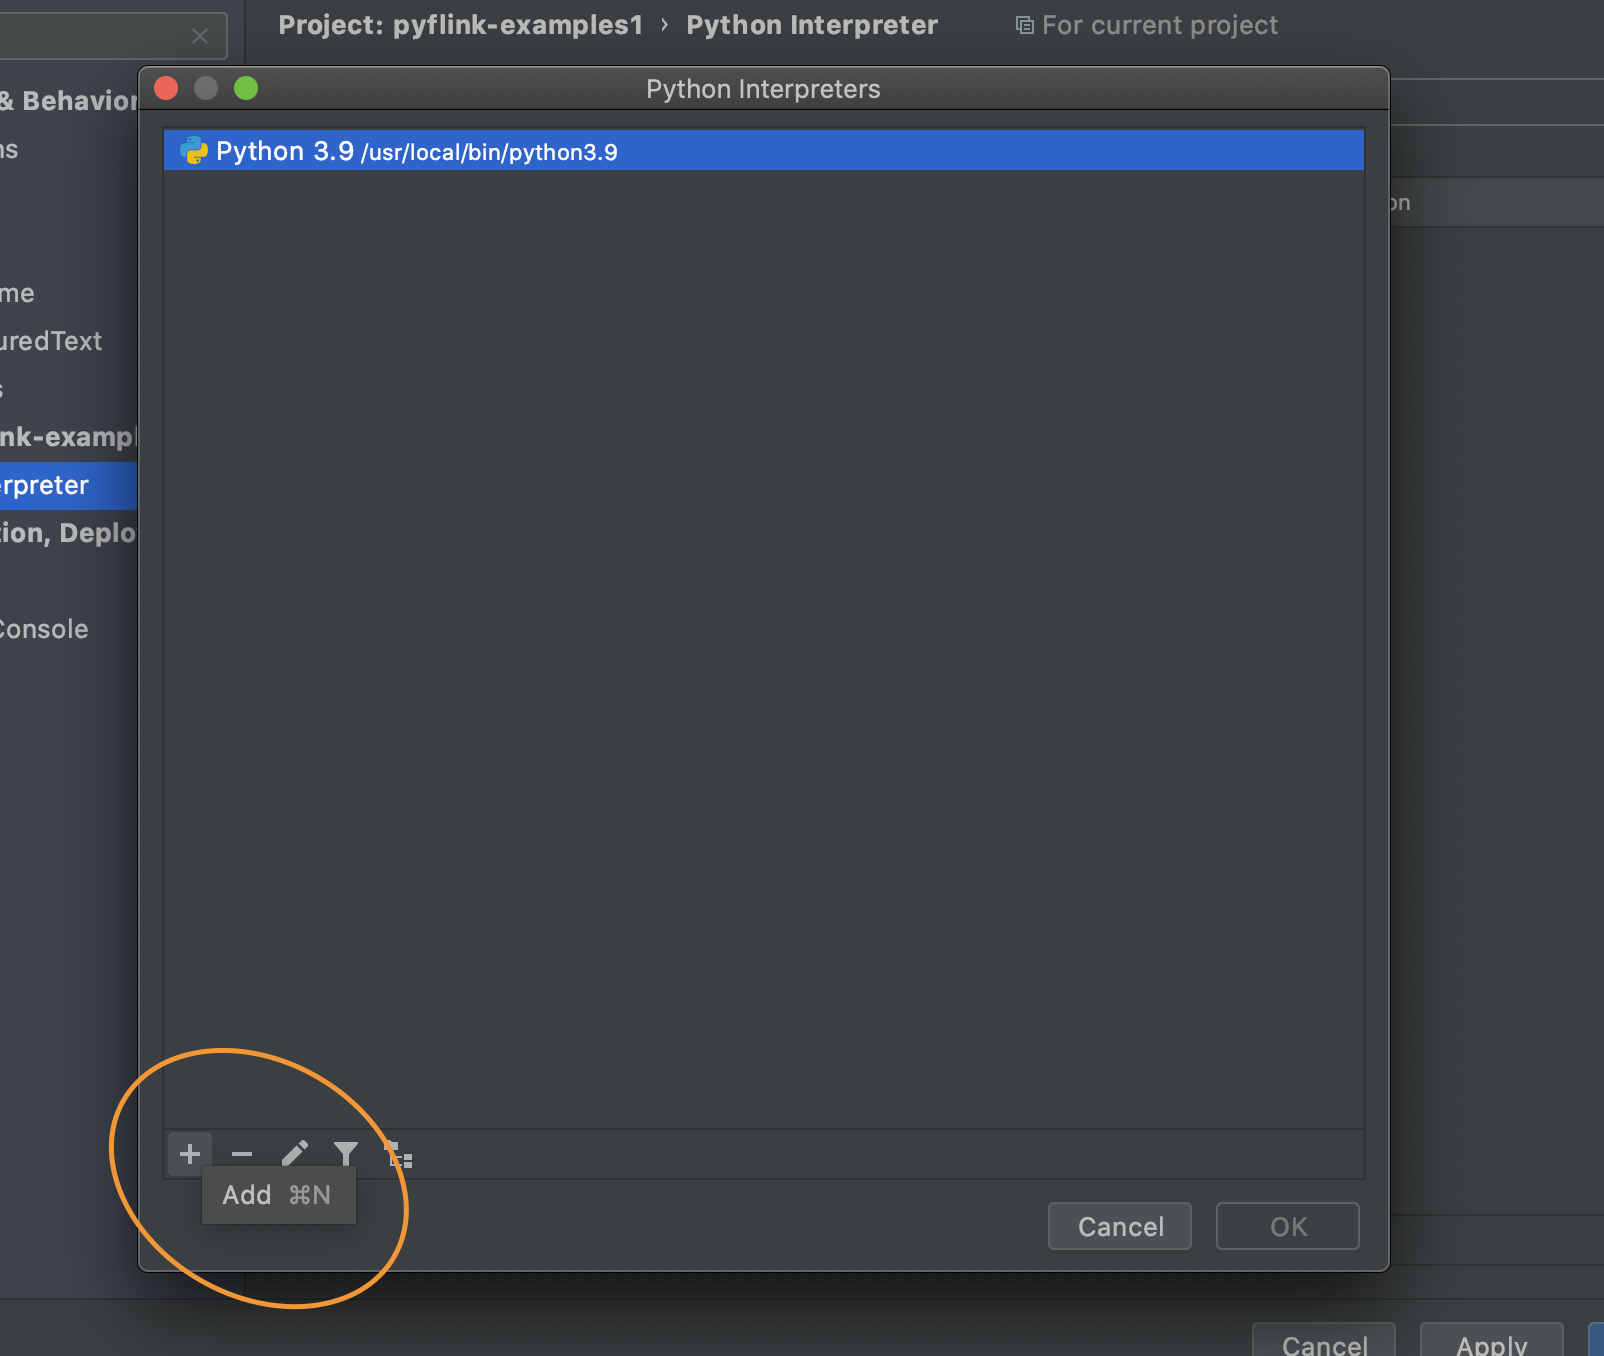 Project: pyflink-examples1 › Python Interpreter For current project
& Behavior
Python Interpreters
Python 3.9 /usr/local/bin/python3.9
ns
on
me
uredText
s
nk-exampl
erpreter
tion, Deplo
Console
Add ⌘N
Cancel OK
Cancel Apply